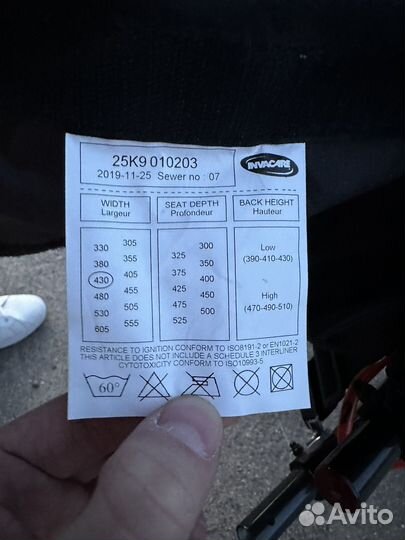 25K9 010203
2019-11-25 Sewer no : 07
INVACARE
WIDTH
Largeur
330 305
380 355
430 405
480 455
530 505
605 555
SEAT DEPTH
Profondeur
300
325 350
375 400
425 450
475 500
525
BACK HEIGHT
Hauteur
Low
(390-410-430)
High
(470-490-510)
RESISTANCE TO IGNITION CONFORM TO ISO8191-2 or EN1021-2
THIS ARTICLE DOES NOT INCLUDE A SCHEDULE 3 INTERLINER
CYTOTOXICITY CONFORM TO ISO10993-5
60°
Avito